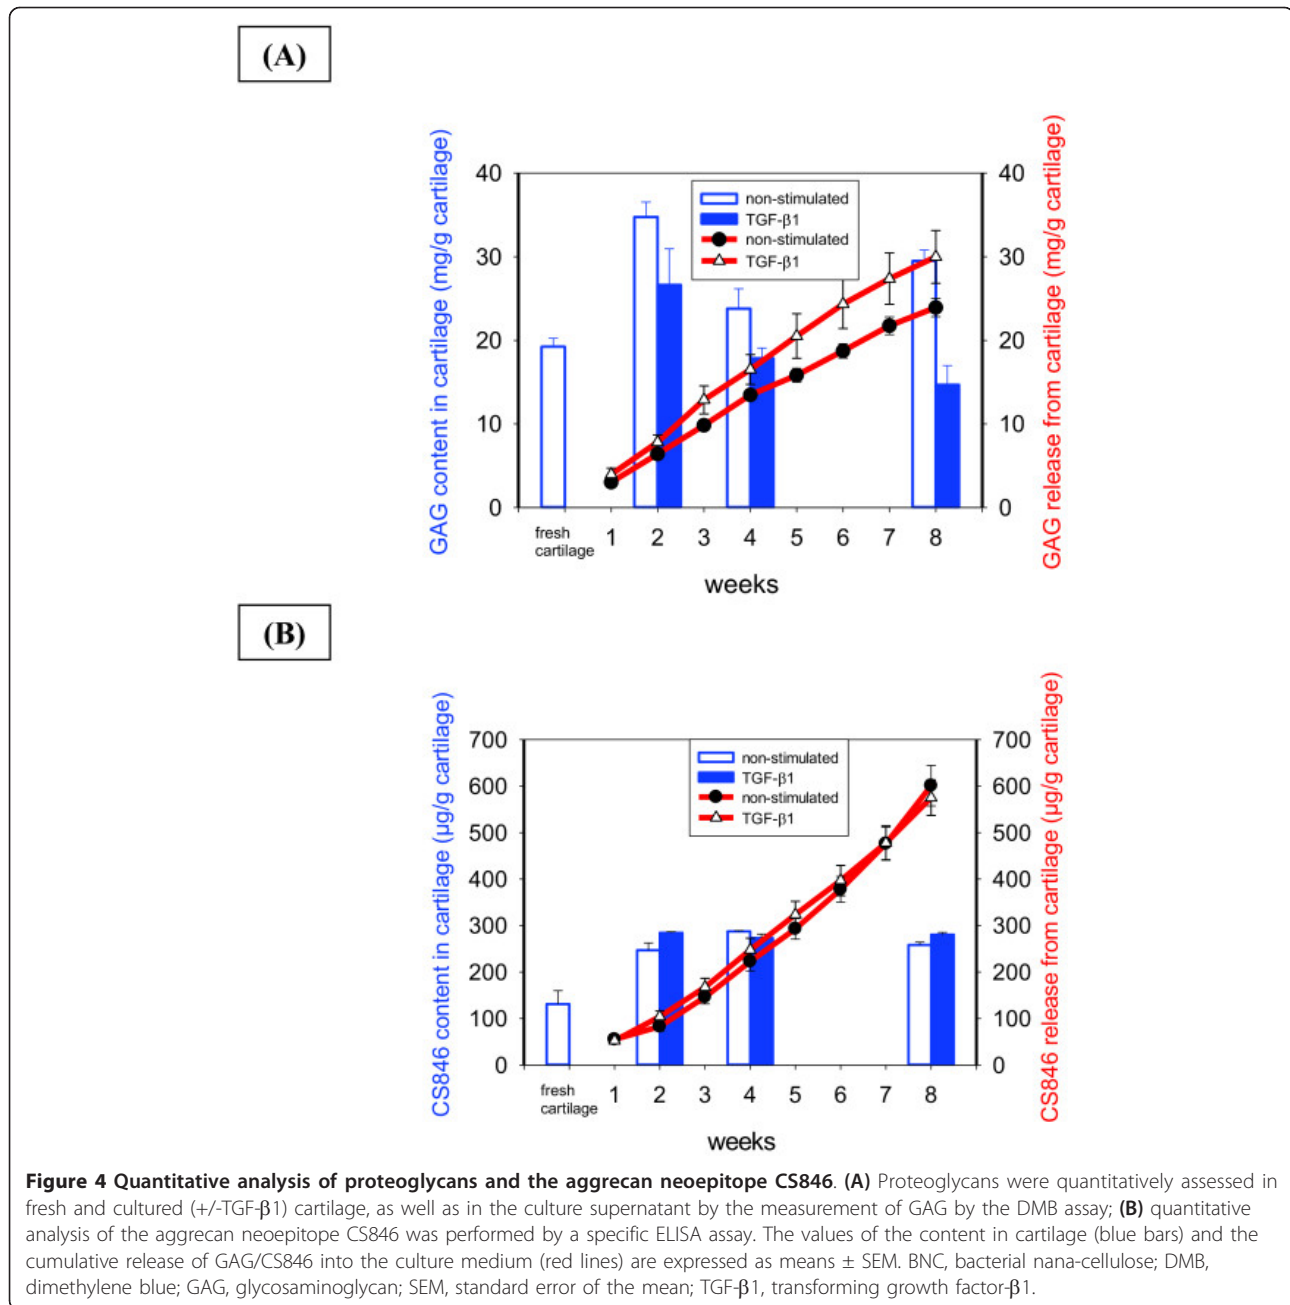 (A)
GAG content in cartilage (mg/g cartilage)
GAG release from cartilage (mg/g cartilage)
40
30
20
10
0
non-stimulated
TGF-β1
non-stimulated
TGF-β1
40
30
20
10
0
fresh
cartilage
1 2 3 4 5 6 7 8
weeks
(B)
CS846 content in cartilage (µg/g cartilage)
CS846 release from cartilage (µg/g cartilage)
700
600
500
400
300
200
100
0
non-stimulated
TGF-β1
non-stimulated
TGF-β1
700
600
500
400
300
200
100
0
fresh
cartilage
1 2 3 4 5 6 7 8
weeks
Figure 4 Quantitative analysis of proteoglycans and the aggrecan neoepitope CS846. (A) Proteoglycans were quantitatively assessed in
fresh and cultured (+/-TGF-β1) cartilage, as well as in the culture supernatant by the measurement of GAG by the DMB assay; (B) quantitative
analysis of the aggrecan neoepitope CS846 was performed by a specific ELISA assay. The values of the content in cartilage (blue bars) and the
cumulative release of GAG/CS846 into the culture medium (red lines) are expressed as means ± SEM. BNC, bacterial nana-cellulose; DMB,
dimethylene blue; GAG, glycosaminoglycan; SEM, standard error of the mean; TGF-β1, transforming growth factor-β1.